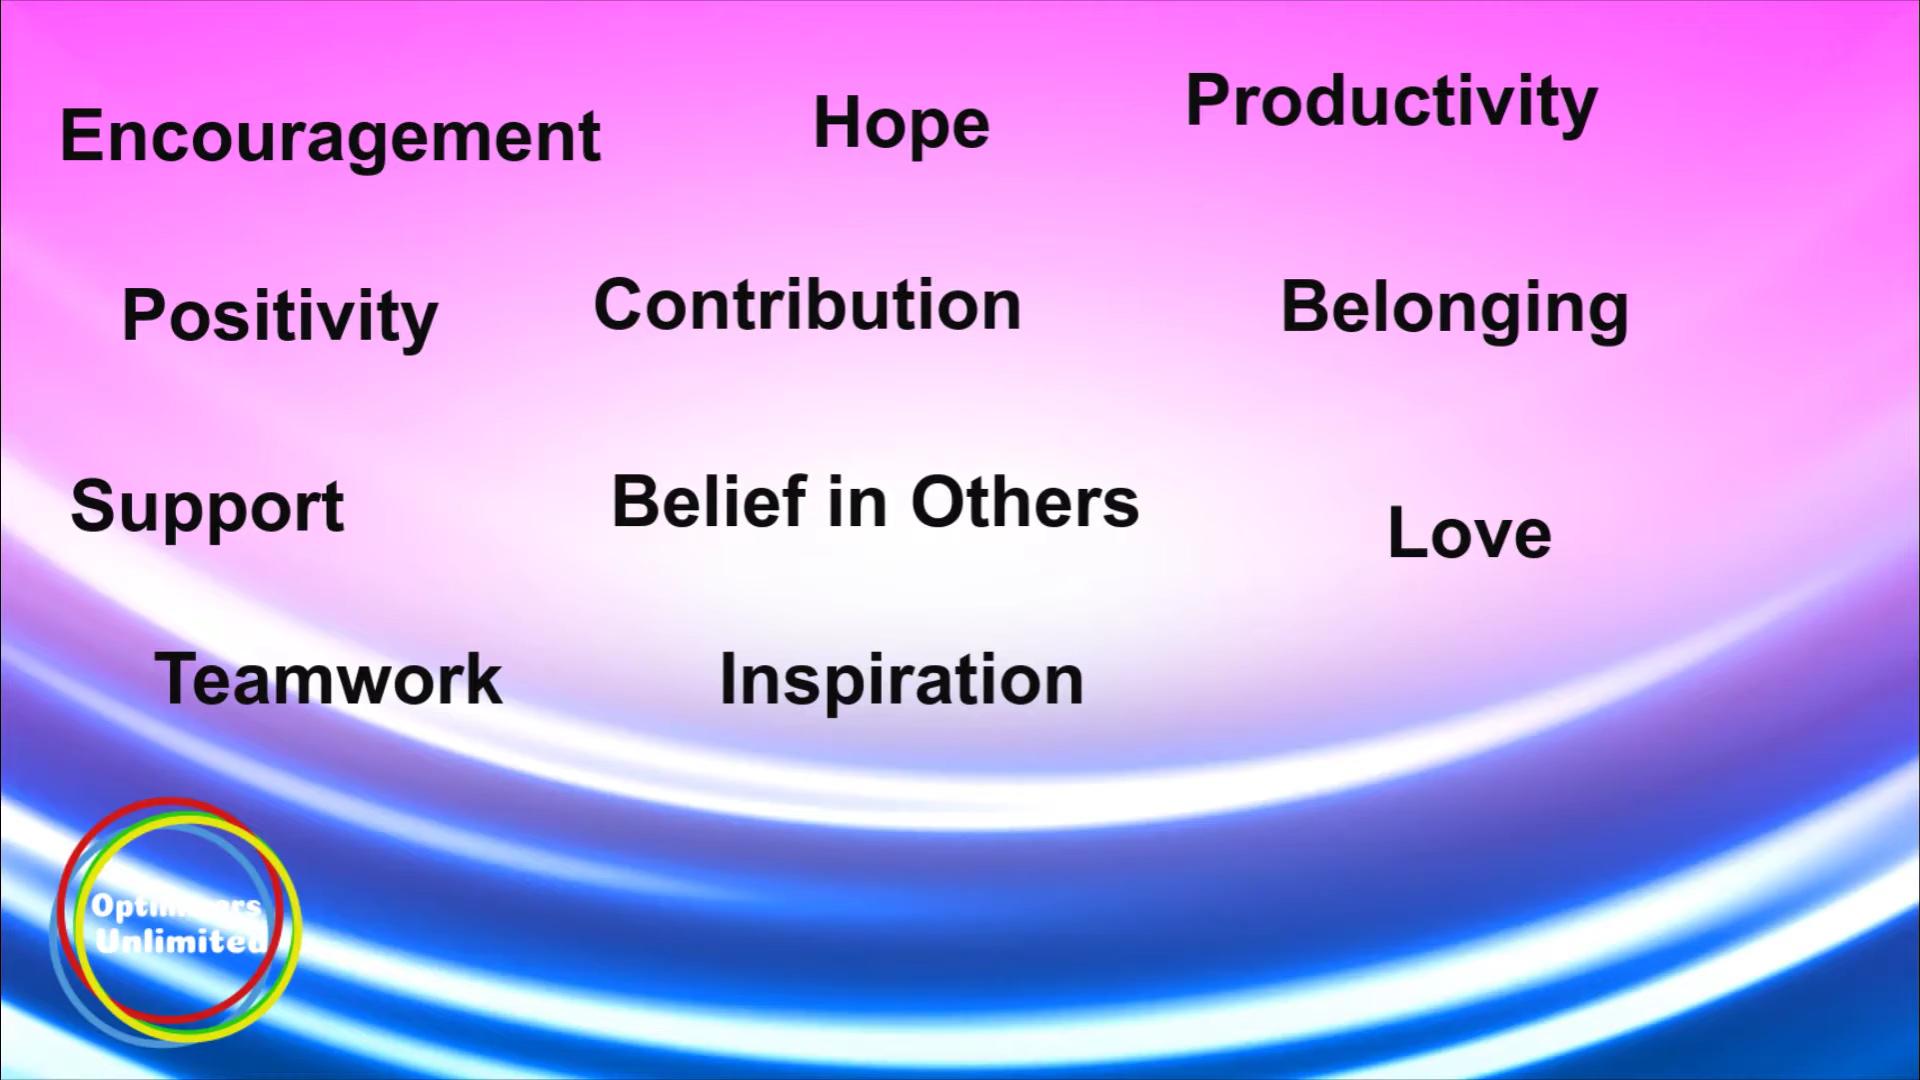 Encouragement
Hope
Productivity
Positivity
Contribution
Belonging
Support
Belief in Others
Love
Teamwork
Inspiration
Unlimited